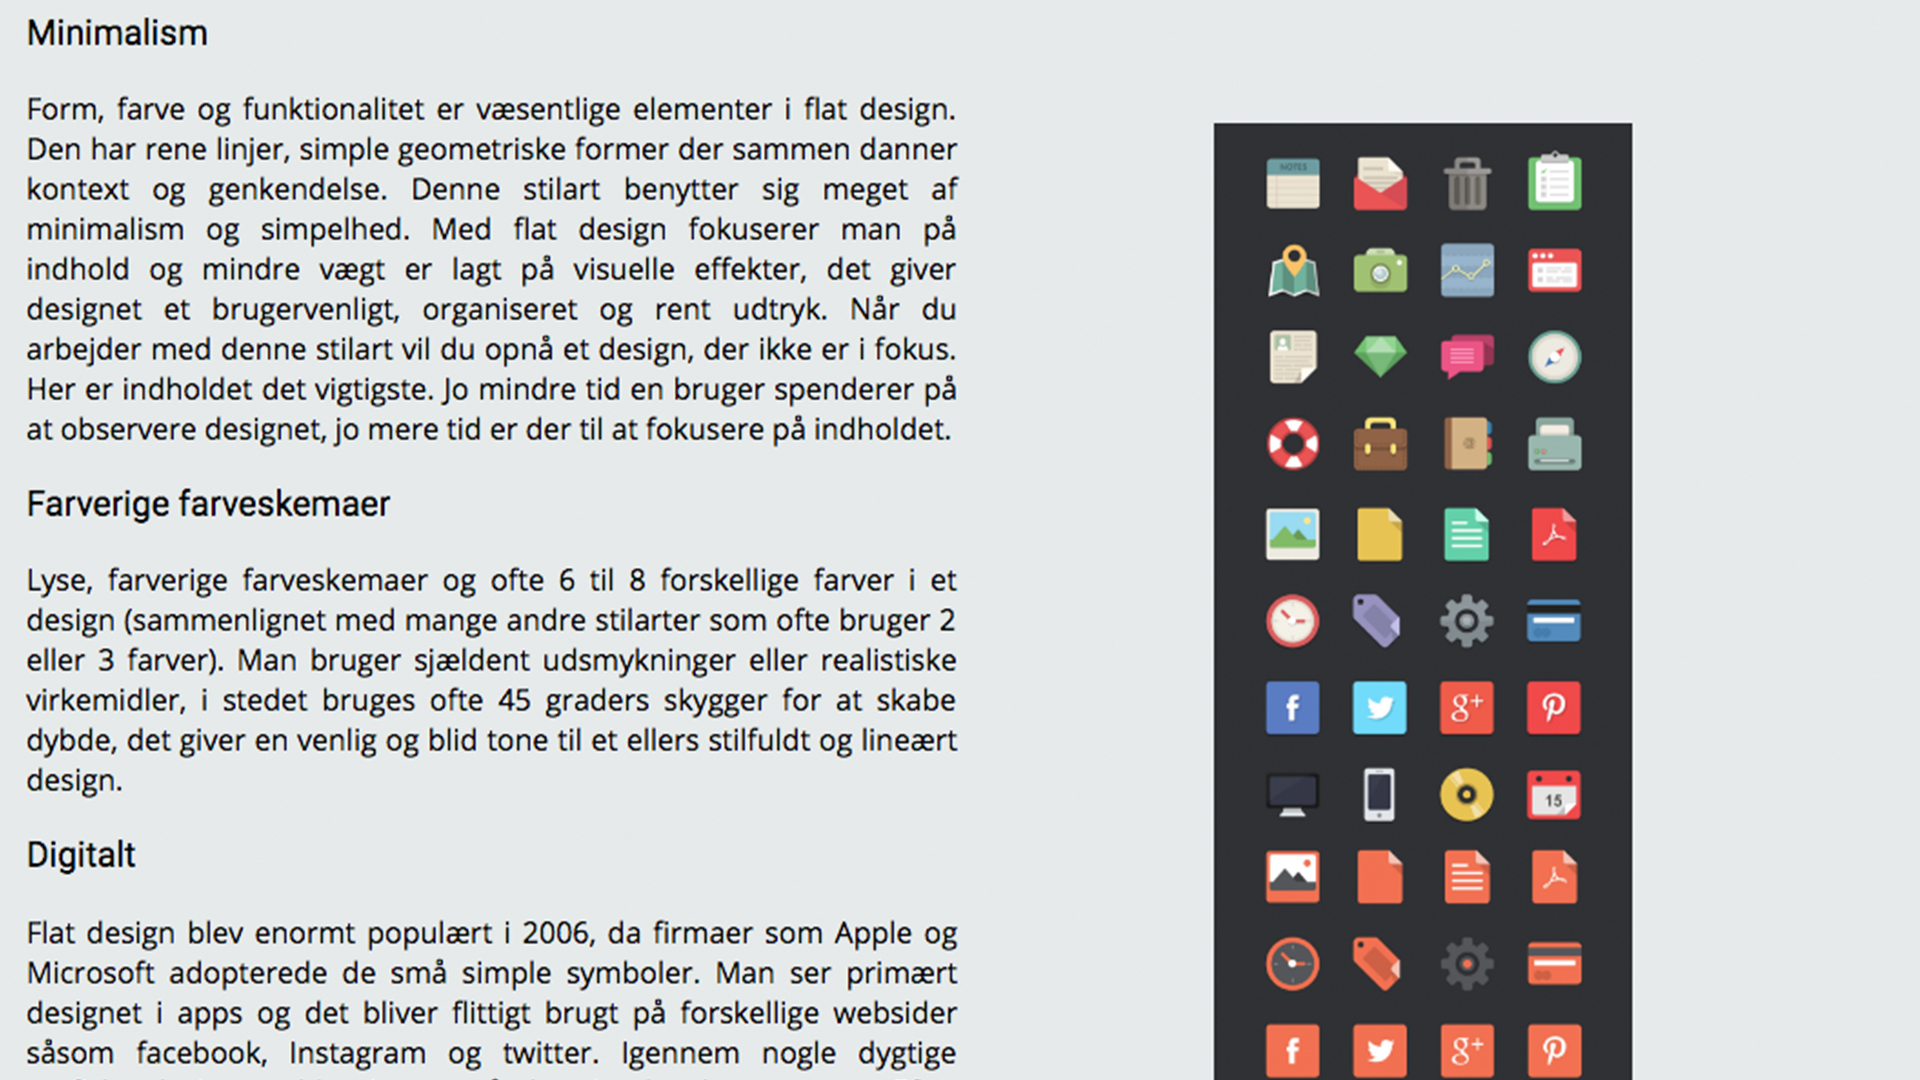 Minimalism
Form, farve og funktionalitet er væsentlige elementer i flat design.
Den har rene linjer, simple geometriske former der sammen danner
kontext og genkendelse. Denne stilart benytter sig meget af
minimalism og simpelhed. Med flat design fokuserer man på
indhold og mindre vægt er lagt på visuelle effekter, det giver
designet et brugervenligt, organiseret og rent udtryk. Når du
arbejder med denne stilart vil du opnå et design, der ikke er i fokus.
Her er indholdet det vigtigste. Jo mindre tid en bruger spenderer på
at observere designet, jo mere tid er der til at fokusere på indholdet.
Farverige farveskemaer
Lyse, farverige farveskemaer og ofte 6 til 8 forskellige farver i et
design (sammenlignet med mange andre stilarter som ofte bruger 2
eller 3 farver). Man bruger sjældent udsmykninger eller realistiske
virkemidler, i stedet bruges ofte 45 graders skygger for at skabe
dybde, det giver en venlig og blid tone til et ellers stilfuldt og lineært
design.
Digitalt
Flat design blev enormt populært i 2006, da firmaer som Apple og
Microsoft adopterede de små simple symboler. Man ser primært
designet i apps og det bliver flittigt brugt på forskellige websider
såsom facebook, Instagram og twitter. Igennem nogle dygtige
NOTES
@
f
g+
15
f
g+